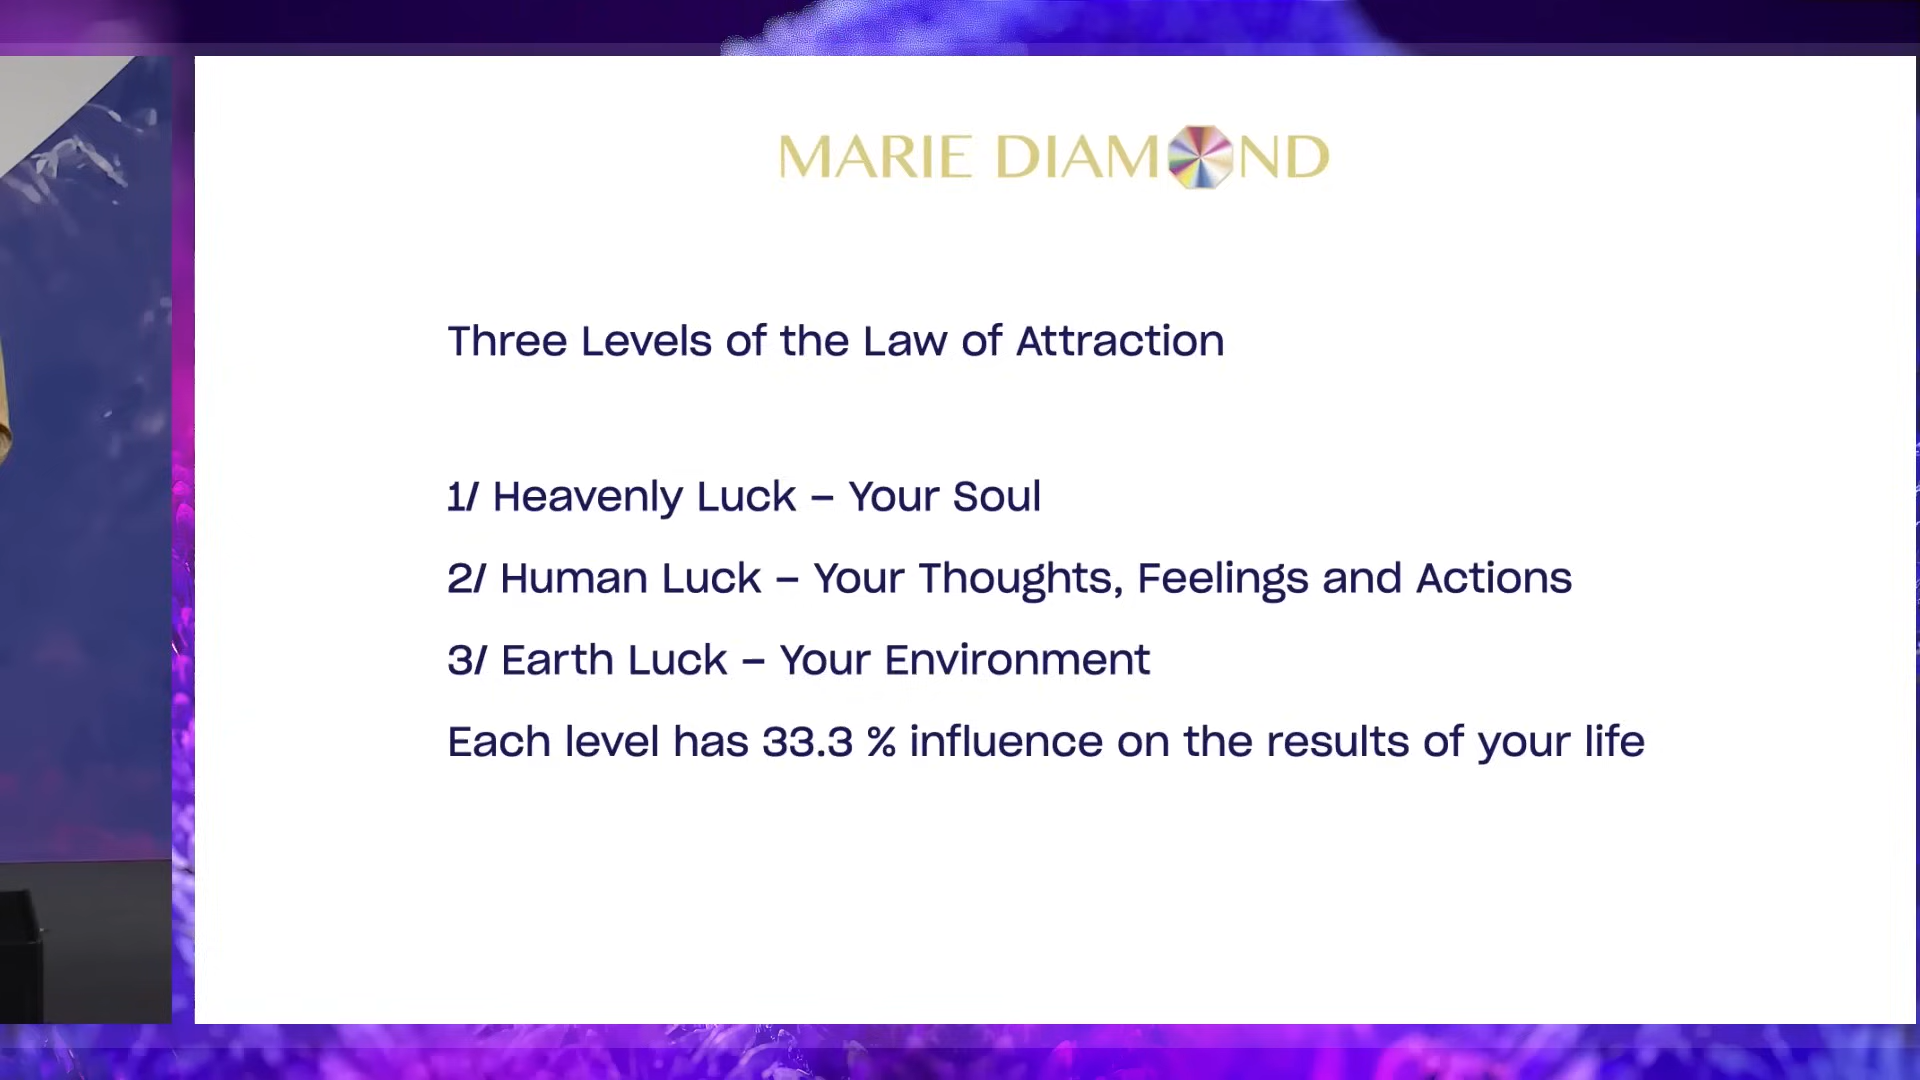 MARIE DIAMOND
Three Levels of the Law of Attraction
1/ Heavenly Luck – Your Soul
2/ Human Luck – Your Thoughts, Feelings and Actions
3/ Earth Luck – Your Environment
Each level has 33.3 % influence on the results of your life